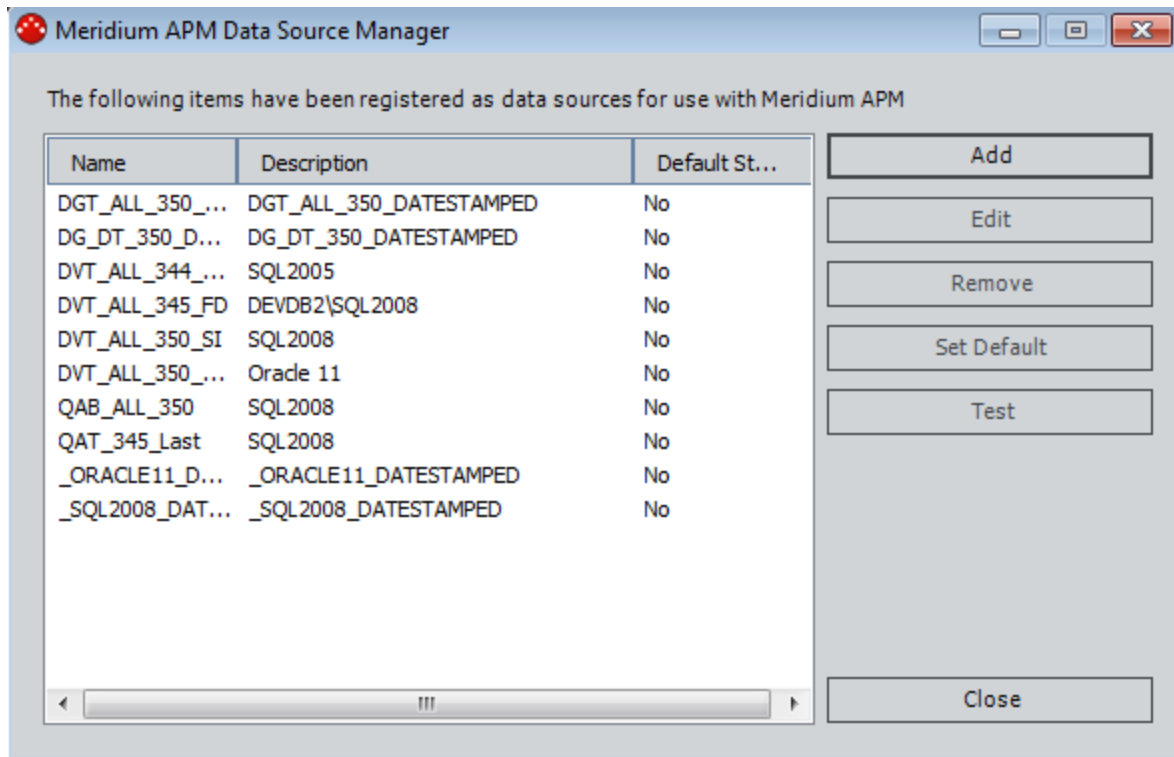 Meridium APM Data Source Manager
The following items have been registered as data sources for use with Meridium APM
Name Description Default St...
DGT_ALL_350_... DGT_ALL_350_DATESTAMPED No
DG_DT_350_D... DG_DT_350_DATESTAMPED No
DVT_ALL_344_... SQL2005 No
DVT_ALL_345_FD DEVDB2\SQL2008 No
DVT_ALL_350_SI SQL2008 No
DVT_ALL_350_... Oracle 11 No
QAB_ALL_350 SQL2008 No
QAT_345_Last SQL2008 No
_ORACLE11_D... _ORACLE11_DATESTAMPED No
_SQL2008_DAT... _SQL2008_DATESTAMPED No
Add
Edit
Remove
Set Default
Test
Close